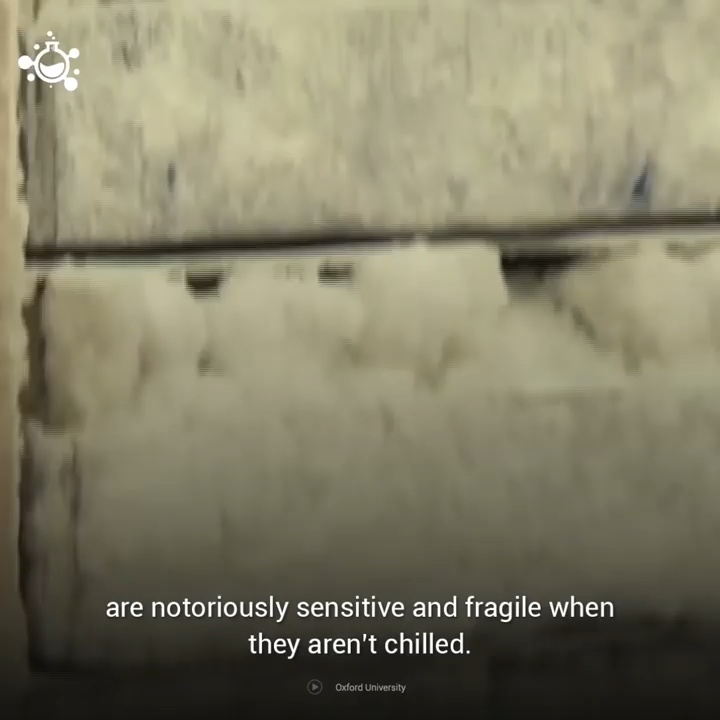 are notoriously sensitive and fragile when
they aren't chilled.
Oxford University